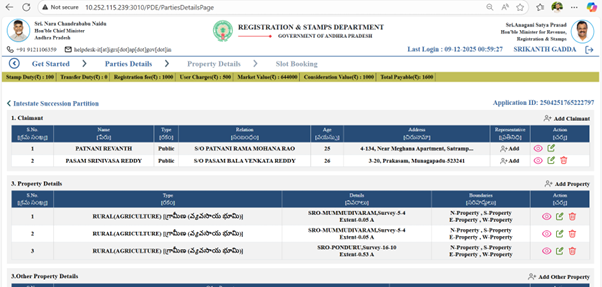 Not secure 10.252.115.239:3010/PDE/PartiesDetailsPage
Sri. Nara Chandrababu Naidu
Hon'ble Chief Minister
Andhra Pradesh
REGISTRATION & STAMPS DEPARTMENT
GOVERNMENT OF ANDHRA PRADESH
Sri.Anagani Satya Prasad
Hon'ble Minister for Revenue,
Registration & Stamps
+91 9121106359 helpdesk-it[at]igrs[dot]ap[dot]gov[dot]in
Last Login : 09-12-2025 00:59:27 SRIKANTH GADDA
Get Started Parties Details Property Details Slot Booking
Stamp Duty(₹) : 100 Transfer Duty(₹) : 0 Registration fee(₹) : 1000 User Charges(₹) : 500 Market Value(₹) : 644000 Consideration Value(₹) : 1000 Total Payable(₹) : 1600
Intestate Succession Partition Application ID: 2504251765222797
1. Claimant Add Claimant
S.No. Name Type Relation Age Address Representative Action
[క్రమ సంఖ్య] [పేరు] [రకం] [సంబంధం] [వయస్సు] [చిరునామా] [ప్రతినిధి] [చర్య]
1 PATNANI REVANTH Public S/O PATNANI RAMA MOHANA RAO 25 4-134, Near Meghana Apartment, Satramp... Add
2 PASAM SRINIVASA REDDY Public S/O PASAM BALA VENKATA REDDY 26 3-20, Prakasam, Munagapadu-523241 Add
3. Property Details Add Property
S.No. Type Details Boundaries Action
[క్రమ సంఖ్య] [రకం] [వివరాలు] [సరిహద్దులు] [చర్య]
1 RURAL(AGRICULTURE) [గ్రామీణ (వ్యవసాయ భూమి)] SRO-MUMMUDIVARAM,Survey-5-4 N-Property , S-Property
Extent-0.05 A E-Property , W-Property
2 RURAL(AGRICULTURE) [గ్రామీణ (వ్యవసాయ భూమి)] SRO-MUMMUDIVARAM,Survey-5-4 N-Property , S-Property
Extent-0.05 A E-Property , W-Property
3 RURAL(AGRICULTURE) [గ్రామీణ (వ్యవసాయ భూమి)] SRO-PONDURU,Survey-16-10 N-Property , S-Property
Extent-0.53 A E-Property , W-Property
3.Other Property Details Add Other Property